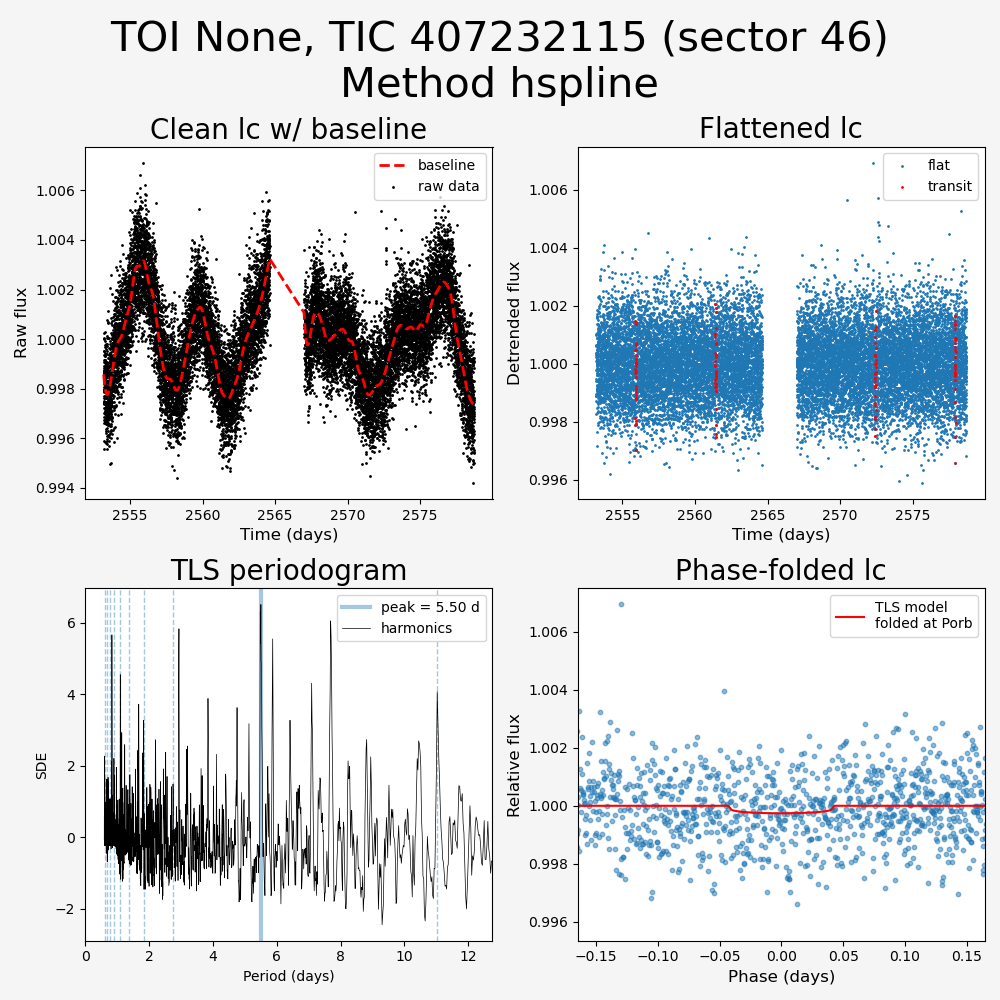 TOI None, TIC 407232115 (sector 46)
Method hspline
Clean lc w/ baseline
Flattened lc
baseline
raw data
flat
transit
1.006
1.004
1.002
1.000
0.998
0.996
0.994
Raw flux
2555
2560
2565
2570
2575
Time (days)
1.006
1.004
1.002
1.000
0.998
0.996
Detrended flux
2555
2560
2565
2570
2575
Time (days)
TLS periodogram
Phase-folded lc
peak = 5.50 d
harmonics
6
4
2
0
−2
SDE
0
2
4
6
8
10
12
Period (days)
TLS model
folded at Porb
1.006
1.004
1.002
1.000
0.998
0.996
Relative flux
−0.15
−0.10
−0.05
0.00
0.05
0.10
0.15
Phase (days)